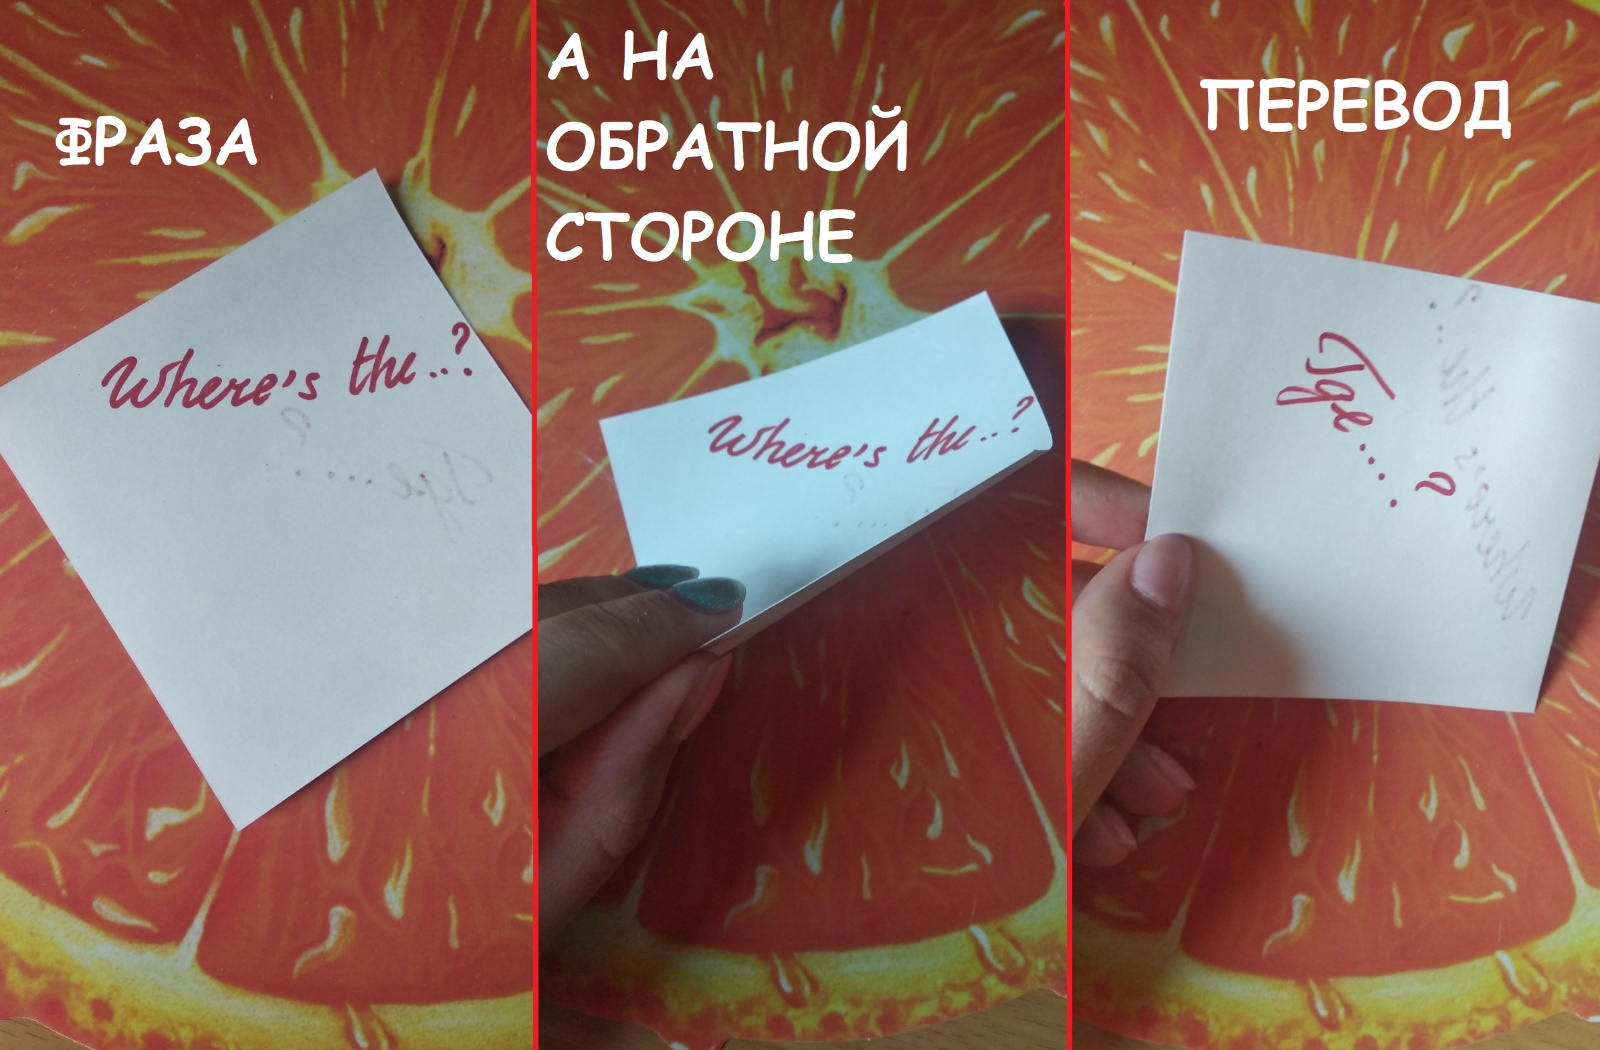 ФРАЗА
Where's the..?
А НА
ОБРАТНОЙ
СТОРОНЕ
Where's the...?
ПЕРЕВОД
Где.... ?